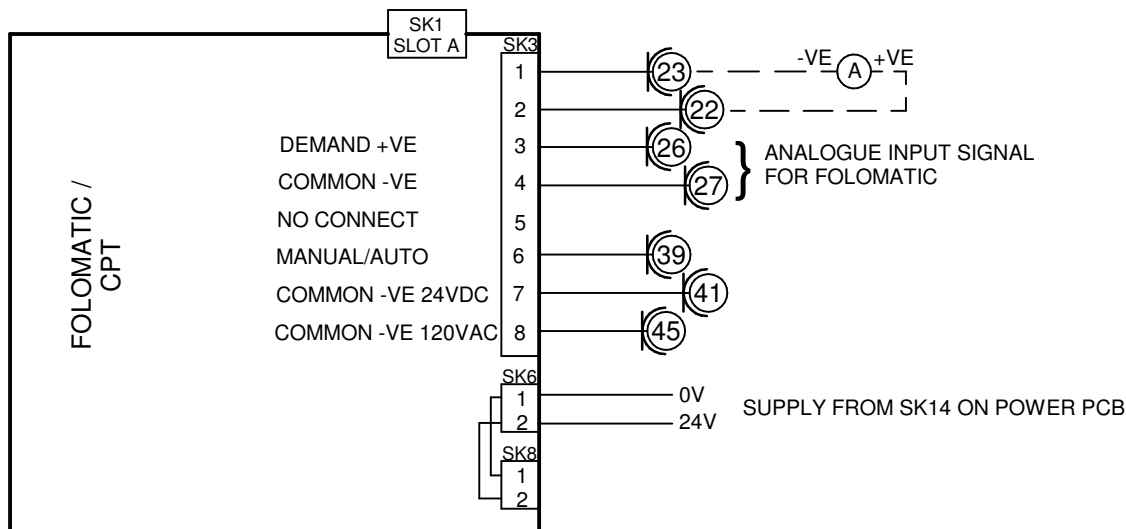 SK1
SLOT A
SK3
1 23 -VE A +VE
2 22
DEMAND +VE 3 26
COMMON -VE 4 27
ANALOGUE INPUT SIGNAL
FOR FOLOMATIC
NO CONNECT 5
MANUAL/AUTO 6 39
COMMON -VE 24VDC 7 41
COMMON -VE 120VAC 8 45
FOLOMATIC /
CPT
SK6
1 0V
2 24V
SUPPLY FROM SK14 ON POWER PCB
SK8
1
2